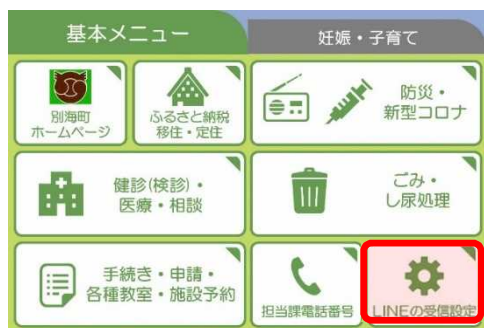 基本メニュー
妊娠・子育て
別海町
ホームページ
ふるさと納税
移住・定住
防災・
新型コロナ
健診(検診)・
医療・相談
ごみ・
し尿処理
手続き・申請・
各種教室・施設予約
担当課電話番号
LINEの受信設定